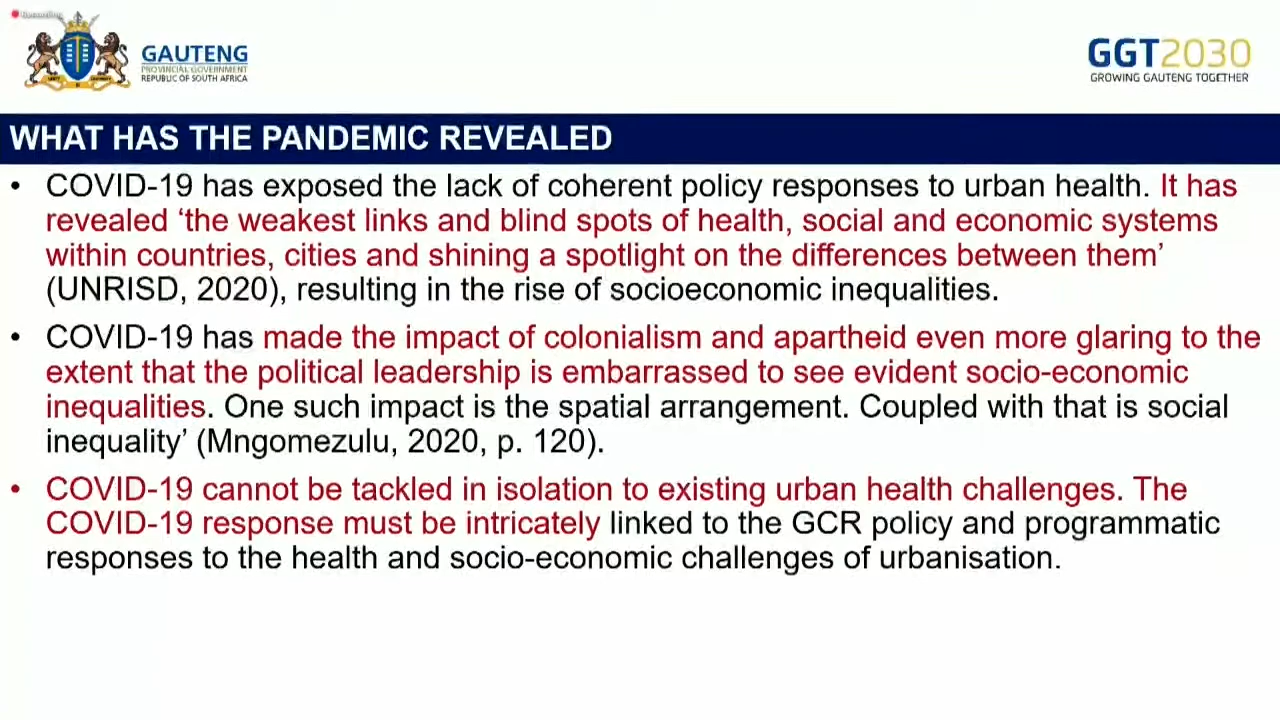 GAUTENG
PROVINCIAL GOVERNMENT
REPUBLIC OF SOUTH AFRICA
GGT2030
GROWING GAUTENG TOGETHER
WHAT HAS THE PANDEMIC REVEALED
• COVID-19 has exposed the lack of coherent policy responses to urban health. It has
revealed ‘the weakest links and blind spots of health, social and economic systems
within countries, cities and shining a spotlight on the differences between them’
(UNRISD, 2020), resulting in the rise of socioeconomic inequalities.
• COVID-19 has made the impact of colonialism and apartheid even more glaring to the
extent that the political leadership is embarrassed to see evident socio-economic
inequalities. One such impact is the spatial arrangement. Coupled with that is social
inequality’ (Mngomezulu, 2020, p. 120).
• COVID-19 cannot be tackled in isolation to existing urban health challenges. The
COVID-19 response must be intricately linked to the GCR policy and programmatic
responses to the health and socio-economic challenges of urbanisation.